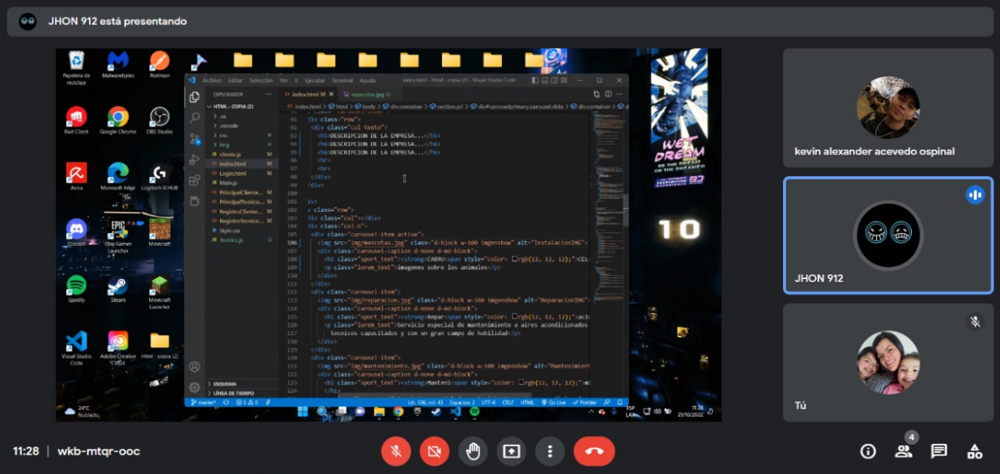 JHON 912 está presentando
Papelera de
reciclaje
Malwarebytes
Postman
Riot Client
Google Chrome
OBS Studio
Avira
Microsoft Edge
Logitech G HUB
Discord
Epic Games
Launcher
Minecraft
Spotify
Steam
Minecraft
Launcher
Visual Studio
Code
Adobe Creative
Cloud
Html - copia (2)
24°C
Nublado
Archivo Editar Selección Ver Ir Ejecutar Terminal Ayuda
index.html - Html - copia (2) - Visual Studio Code
EXPLORADOR
HTML - COPIA (2)
.vscode
css
img
cliente.js M
index.html M
Login.html M
Main.js
PrincipalCliente... M
PrincipalTecnico... M
RegistroCliente... M
RegistroTecnico... M
Style.css
Tecnico.js U
ESQUEMA
LÍNEA DE TIEMPO
index.html M
mascotas.jpg U
index.html > html > body > div.container > section.pri > div#carouselprimary.carousel.slide > div.container > d
91 iv class="row">
92 <div class="col texto">
93 <h5>DESCRIPCION DE LA EMPRESA...</h5>
94 <h6>DESCRIPCION DE LA EMPRESA...</h6>
95 <h6>DESCRIPCION DE LA EMPRESA...</h6>
96 <br>
97 <br>
98 </div>
99 /div>
100
101 iv>
102 class="row">
103 div class="col"></div>
104 div class="col-6">
105 <div class="carousel-item active">
106 <img src="img/mascotas.jpg" class="d-block w-100 imgenshow" alt="InstalacionIMG">
107 <div class="carousel-caption d-none d-md-block">
108 <h1 class="sport_text"><strong>CARRU<span style="color: rgb(12, 12, 12);">CEL
109 <p class="lorem_text">imagenes sobre los animales</p>
110 </div>
111 </div>
112 <div class="carousel-item">
113 <img src="img/reparacion.jpg" class="d-block w-100 imgenshow" alt="ReparacionIMG">
114 <div class="carousel-caption d-none d-md-block">
115 <h1 class="sport_text"><strong>Repar<span style="color: rgb(12, 12, 12);">acio
116 <p class="lorem_text">Servicio especial de mantenimiento a aires acondicionados
117 tecnicos capacitados y con un gran campo de habilidad</p>
118 </div>
119 </div>
120 <div class="carousel-item">
121 <img src="img/mantenimiento.jpg" class="d-block w-100 imgenshow" alt="Mantenimient
122 <div class="carousel-caption d-none d-md-block">
123 <h1 class="sport_text"><strong>Manteni<span style="color: rgb(12, 12, 12);">m
124 </h1>
master*
0 0
Lín. 106, col. 43 Espacios: 2 UTF-8 CRLF HTML Go Live Prettier
WET
DREAM
BE THE DREAM
OR THE DREAMER
10
ESP
LAA
11:28
21/10/2022
kevin alexander acevedo ospinal
JHON 912
Tú
11:28 | wkb-mtqr-ooc
4